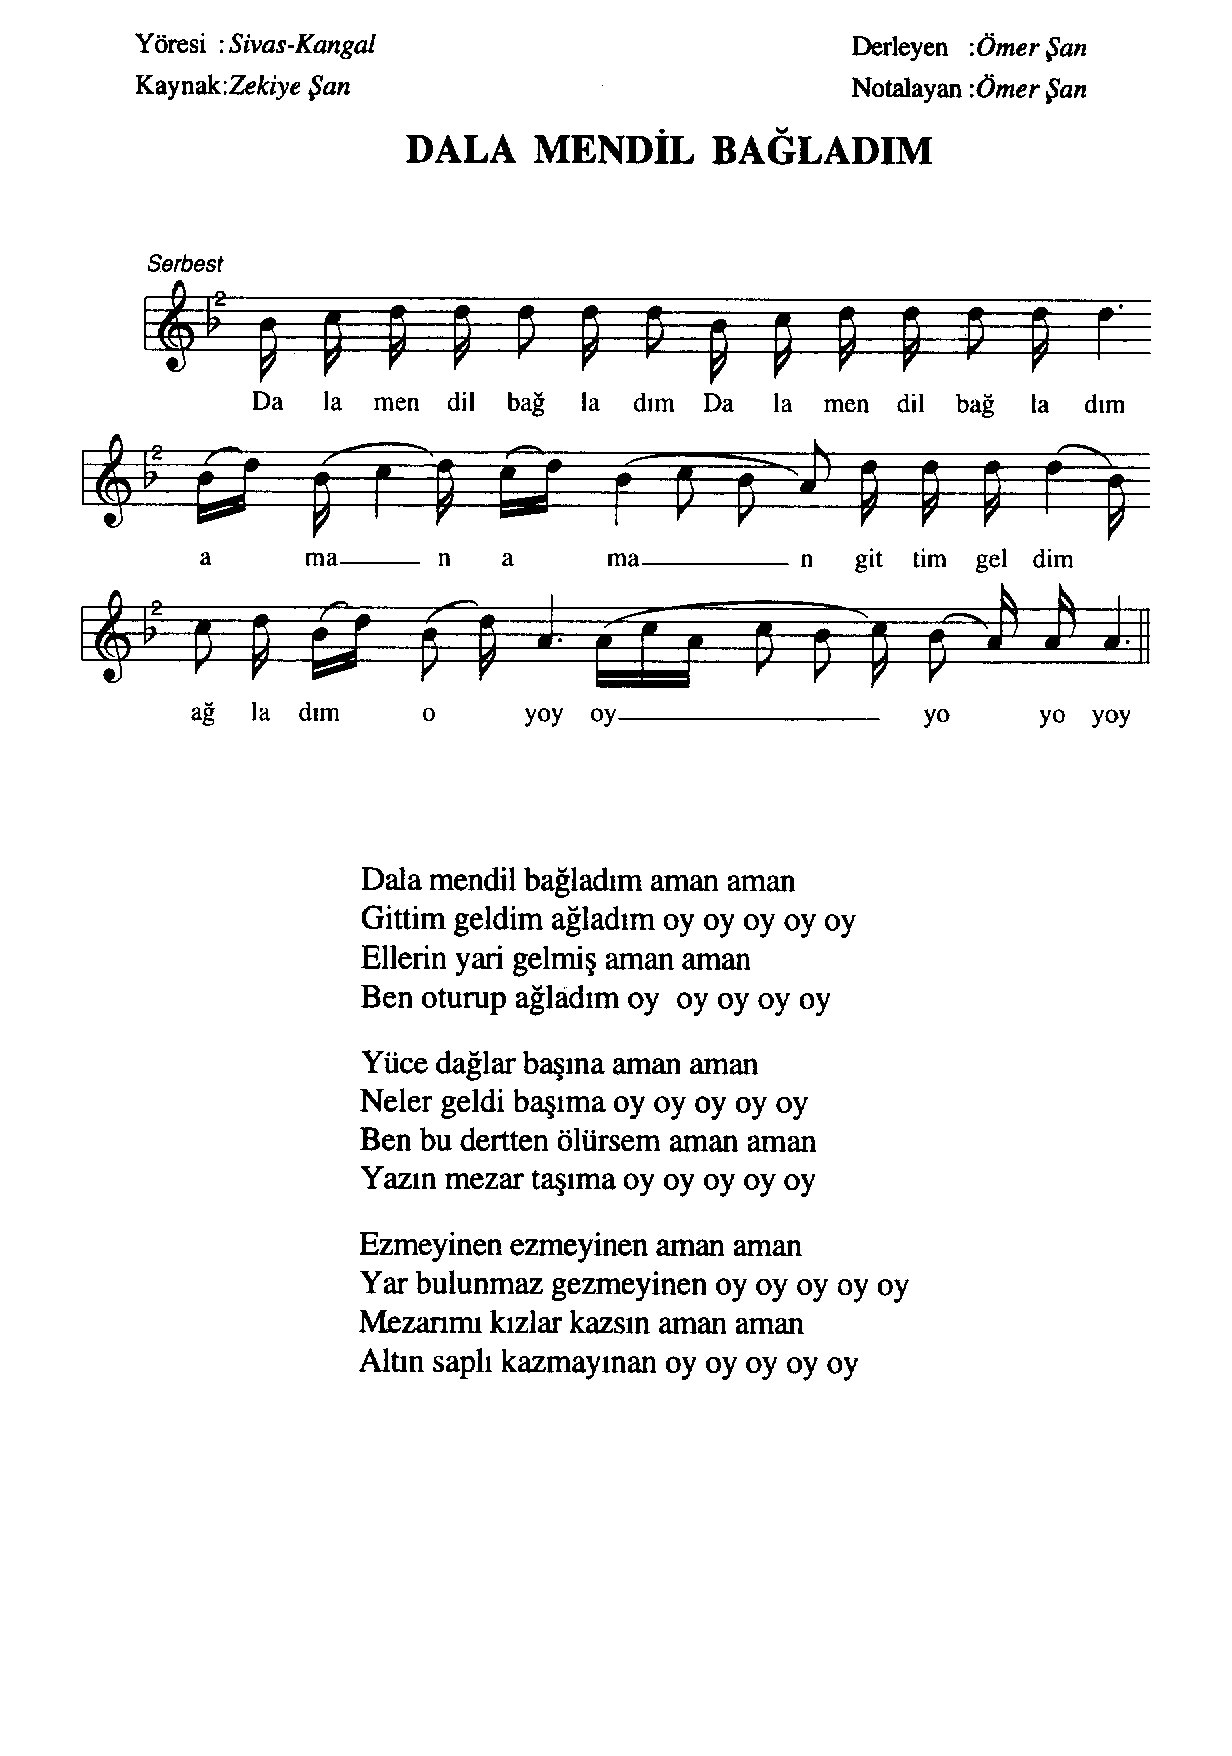 Yöresi : Sivas-Kangal
Derleyen : Ömer Şan
Kaynak: Zekiye Şan
Notalayan : Ömer Şan
DALA MENDİL BAĞLADIM
Serbest
2
Da la men dil bağ la dım Da la men dil bağ la dım
2
a ma n a ma n git tim gel dim
2
ağ la dım o yoy oy yo yo yoy
Dala mendil bağladım aman aman
Gittim geldim ağladım oy oy oy oy oy
Ellerin yari gelmiş aman aman
Ben oturup ağladım oy oy oy oy oy
Yüce dağlar başına aman aman
Neler geldi başıma oy oy oy oy oy
Ben bu dertten ölürsem aman aman
Yazın mezar taşıma oy oy oy oy oy
Ezmeyinen ezmeyinen aman aman
Yar bulunmaz gezmeyinen oy oy oy oy oy
Mezarımı kızlar kazsın aman aman
Altın saplı kazmayınan oy oy oy oy oy